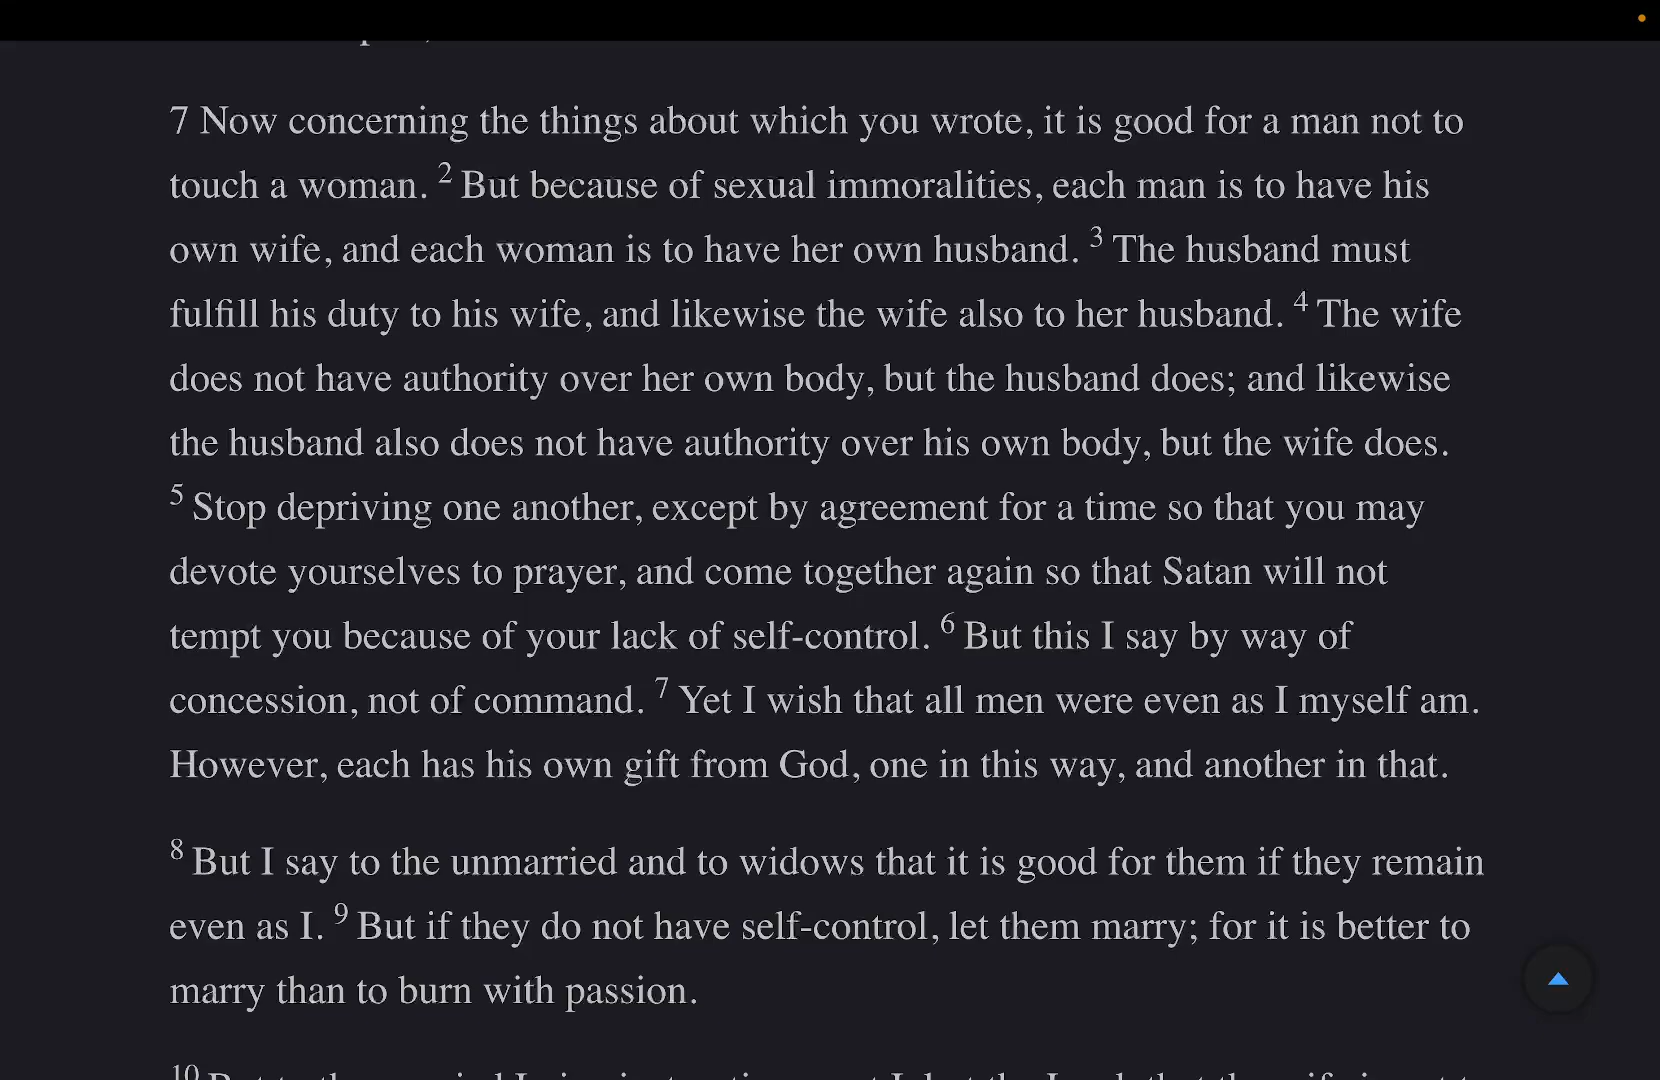 7 Now concerning the things about which you wrote, it is good for a man not to
touch a woman. 2 But because of sexual immoralities, each man is to have his
own wife, and each woman is to have her own husband. 3 The husband must
fulfill his duty to his wife, and likewise the wife also to her husband. 4 The wife
does not have authority over her own body, but the husband does; and likewise
the husband also does not have authority over his own body, but the wife does.
5 Stop depriving one another, except by agreement for a time so that you may
devote yourselves to prayer, and come together again so that Satan will not
tempt you because of your lack of self-control. 6 But this I say by way of
concession, not of command. 7 Yet I wish that all men were even as I myself am.
However, each has his own gift from God, one in this way, and another in that.
8 But I say to the unmarried and to widows that it is good for them if they remain
even as I. 9 But if they do not have self-control, let them marry; for it is better to
marry than to burn with passion.
10